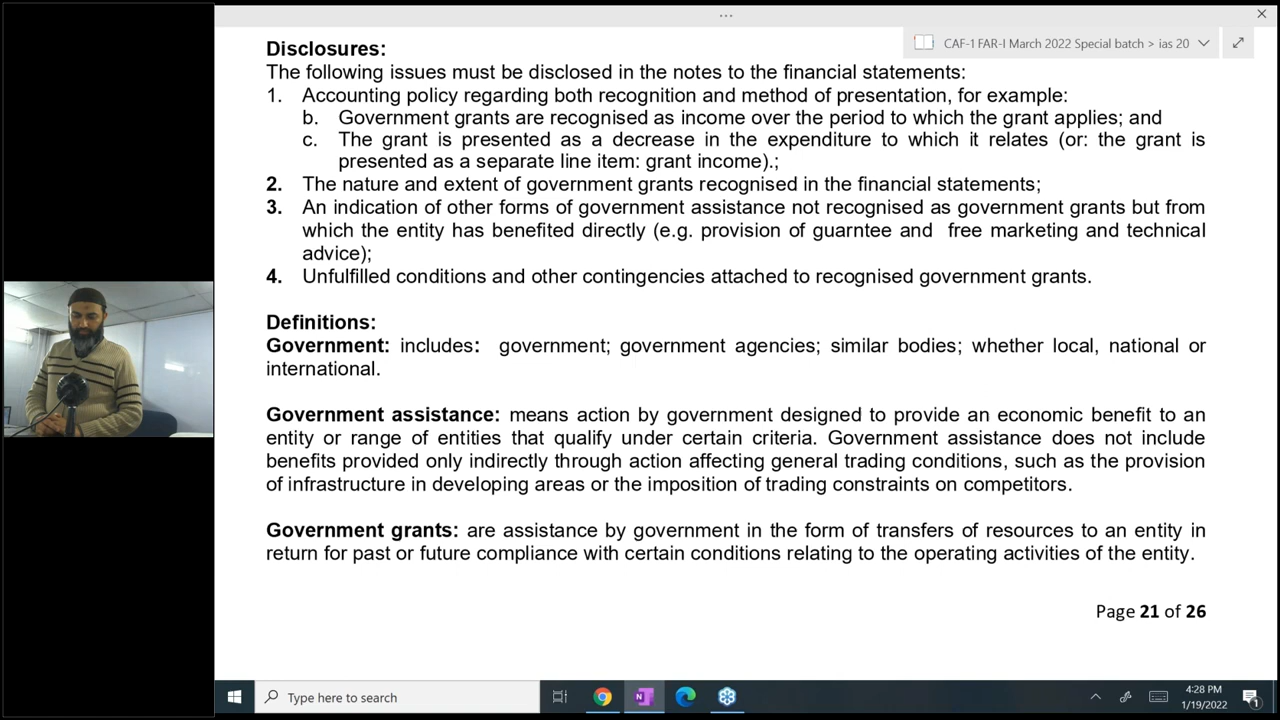 CAF-1 FAR-I March 2022 Special batch > ias 20
Disclosures:
The following issues must be disclosed in the notes to the financial statements:
1. Accounting policy regarding both recognition and method of presentation, for example:
b. Government grants are recognised as income over the period to which the grant applies; and
c. The grant is presented as a decrease in the expenditure to which it relates (or: the grant is
presented as a separate line item: grant income).;
2. The nature and extent of government grants recognised in the financial statements;
3. An indication of other forms of government assistance not recognised as government grants but from
which the entity has benefited directly (e.g. provision of guarntee and free marketing and technical
advice);
4. Unfulfilled conditions and other contingencies attached to recognised government grants.
Definitions:
Government: includes: government; government agencies; similar bodies; whether local, national or
international.
Government assistance: means action by government designed to provide an economic benefit to an
entity or range of entities that qualify under certain criteria. Government assistance does not include
benefits provided only indirectly through action affecting general trading conditions, such as the provision
of infrastructure in developing areas or the imposition of trading constraints on competitors.
Government grants: are assistance by government in the form of transfers of resources to an entity in
return for past or future compliance with certain conditions relating to the operating activities of the entity.
Page 21 of 26
Type here to search
4:28 PM
1/19/2022
1